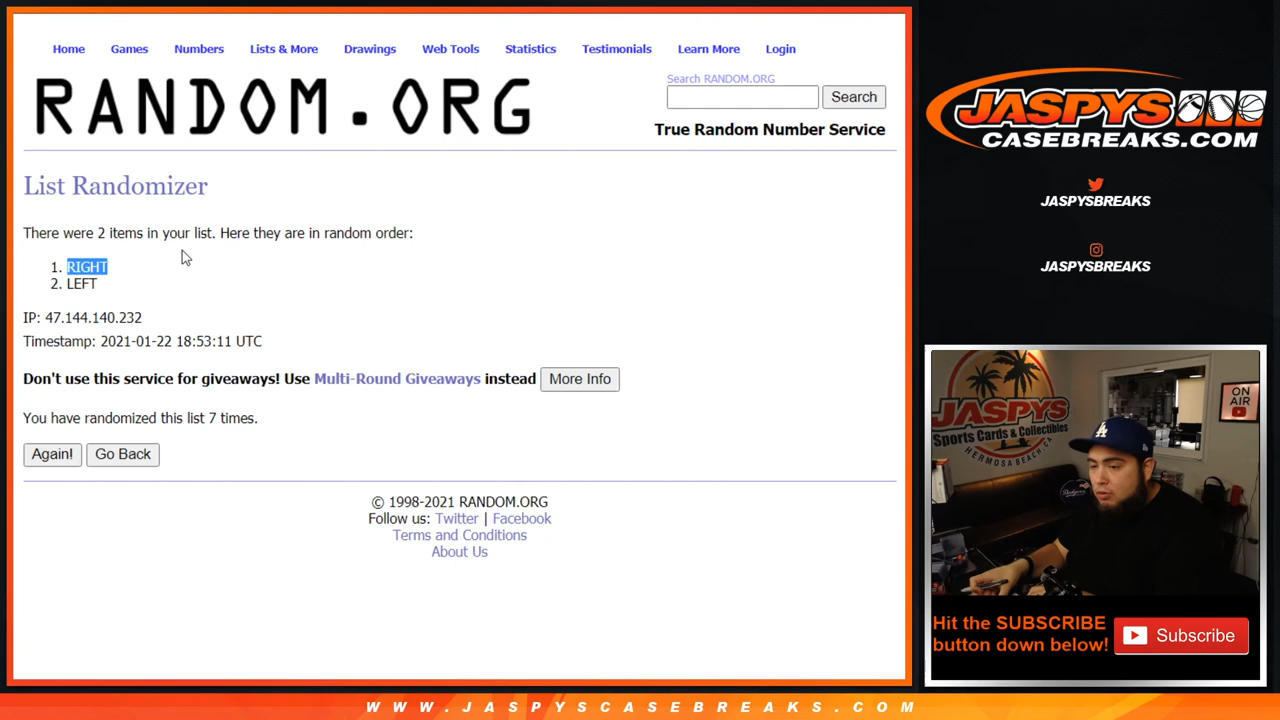 Home Games Numbers Lists & More Drawings Web Tools Statistics Testimonials Learn More Login
RANDOM.ORG
Search RANDOM.ORG
Search
True Random Number Service
List Randomizer
There were 2 items in your list. Here they are in random order:
1. RIGHT
2. LEFT
IP: 47.144.140.232
Timestamp: 2021-01-22 18:53:11 UTC
Don't use this service for giveaways! Use Multi-Round Giveaways instead More Info
You have randomized this list 7 times.
Again! Go Back
© 1998-2021 RANDOM.ORG
Follow us: Twitter | Facebook
Terms and Conditions
About Us
JASPYS
CASEBREAKS.COM
JASPYSBREAKS
JASPYSBREAKS
JASPYS
Sports Cards & Collectibles
HERMOSA BEACH, CA
ON
AIR
LA
Dodgers
Hit the SUBSCRIBE
button down below!
Subscribe
WWW.JASPYSCASEBREAKS.COM